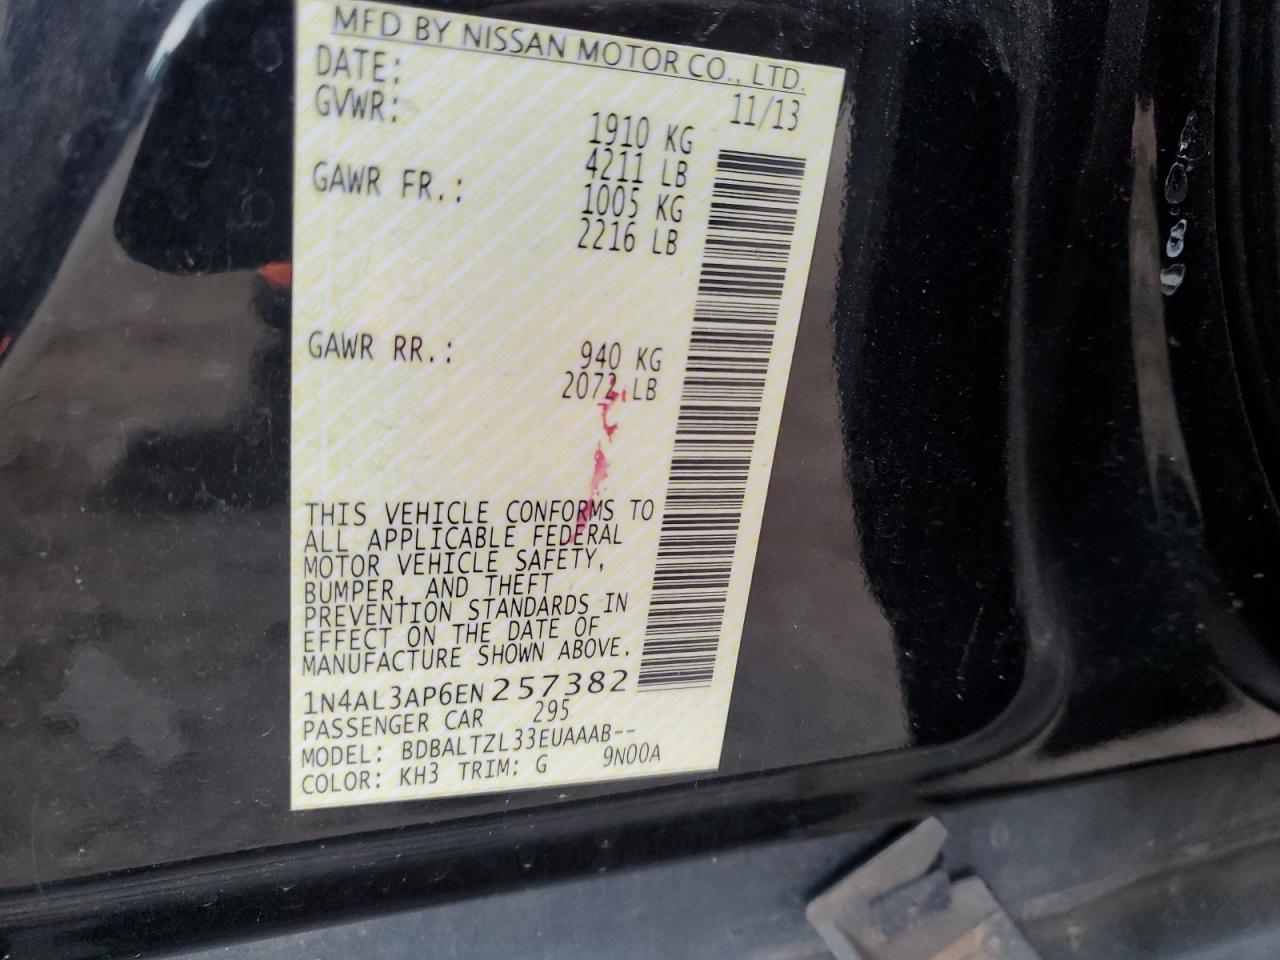 MFD BY NISSAN MOTOR CO., LTD.
DATE: 11/13
GVWR: 1910 KG
4211 LB
GAWR FR.: 1005 KG
2216 LB
GAWR RR.: 940 KG
2072 LB
THIS VEHICLE CONFORMS TO
ALL APPLICABLE FEDERAL
MOTOR VEHICLE SAFETY,
BUMPER, AND THEFT
PREVENTION STANDARDS IN
EFFECT ON THE DATE OF
MANUFACTURE SHOWN ABOVE.
1N4AL3AP6EN257382
PASSENGER CAR 295
MODEL: BDBALTZL33EUAAAB--
COLOR: KH3 TRIM: G 9N00A